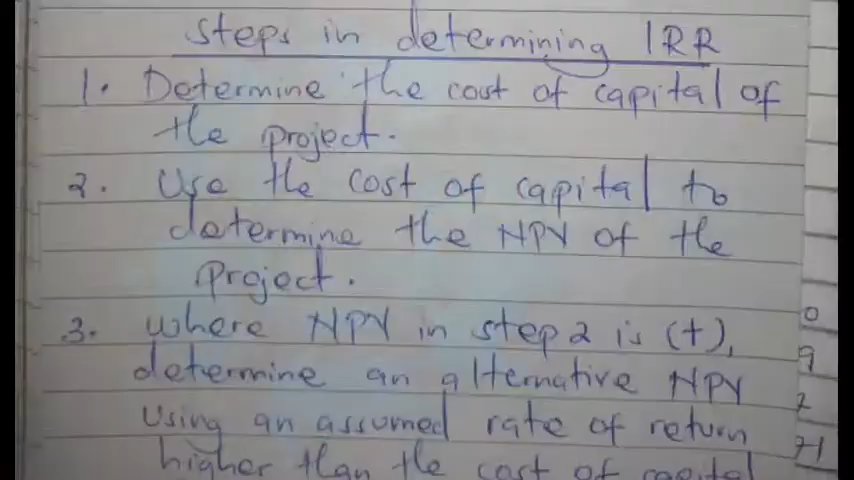 steps in determining IRR
1. Determine the cost of capital of
the project.
2. Use the cost of capital to
determine the NPV of the
project.
3. where NPV in step 2 is (+),
determine an alternative NPV
using an assumed rate of return
higher than the cost of capital